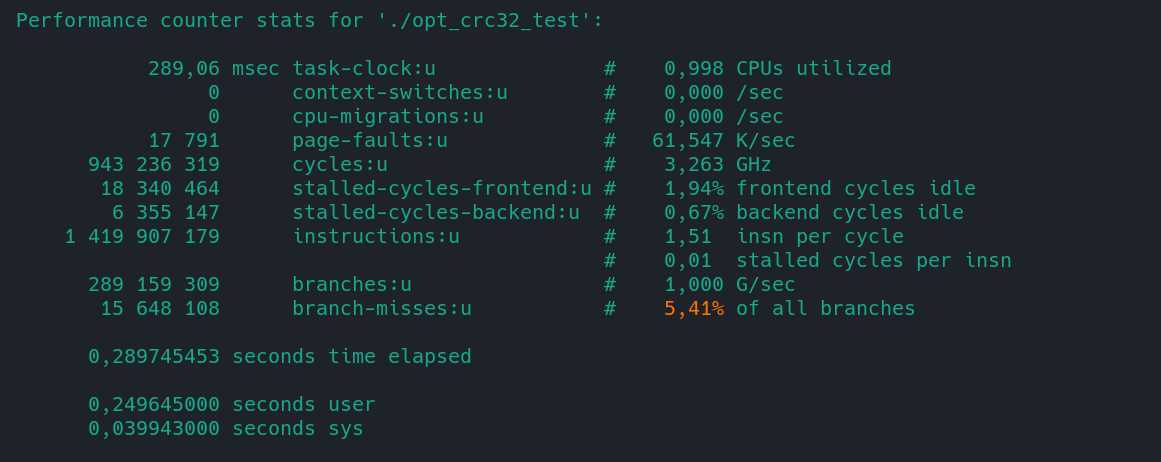 Performance counter stats for './opt_crc32_test':
289,06 msec task-clock:u # 0,998 CPUs utilized
0 context-switches:u # 0,000 /sec
0 cpu-migrations:u # 0,000 /sec
17 791 page-faults:u # 61,547 K/sec
943 236 319 cycles:u # 3,263 GHz
18 340 464 stalled-cycles-frontend:u # 1,94% frontend cycles idle
6 355 147 stalled-cycles-backend:u # 0,67% backend cycles idle
1 419 907 179 instructions:u # 1,51 insn per cycle
# 0,01 stalled cycles per insn
289 159 309 branches:u # 1,000 G/sec
15 648 108 branch-misses:u # 5,41% of all branches
0,289745453 seconds time elapsed
0,249645000 seconds user
0,039943000 seconds sys